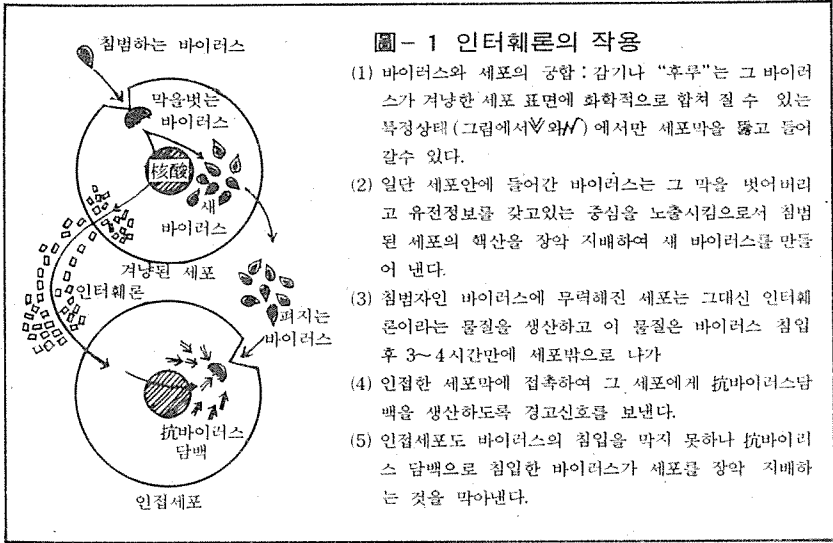 침범하는 바이러스
막을벗는
바이러스
核酸
새
바이러스
겨냥된 세포
인터훼론
펴지는
바이러스
抗바이러스
담백
인접세포
圖-1 인터훼론의 작용
(1) 바이러스와 세포의 궁합 : 감기나 “후루”는 그 바이러
스가 겨냥한 세포 표면에 화학적으로 합쳐 질 수 있는
특정상태(그림에서 와 )에서만 세포막을 뚫고 들어
갈수 있다.
(2) 일단 세포안에 들어간 바이러스는 그 막을 벗어버리
고 유전정보를 갖고있는 중심을 노출시킴으로서 침범
된 세포의 핵산을 장악 지배하여 새 바이러스를 만들
어 낸다.
(3) 침범자인 바이러스에 무력해진 세포는 그대신 인터훼
론이라는 물질을 생산하고 이 물질은 바이러스 침입
후 3~4시간만에 세포밖으로 나가
(4) 인접한 세포막에 접촉하여 그 세포에게 抗바이러스담
백을 생산하도록 경고신호를 보낸다.
(5) 인접세포도 바이러스의 침입을 막지 못하나 抗바이러
스 담백으로 침입한 바이러스가 세포를 장악 지배하
는 것을 막아낸다.